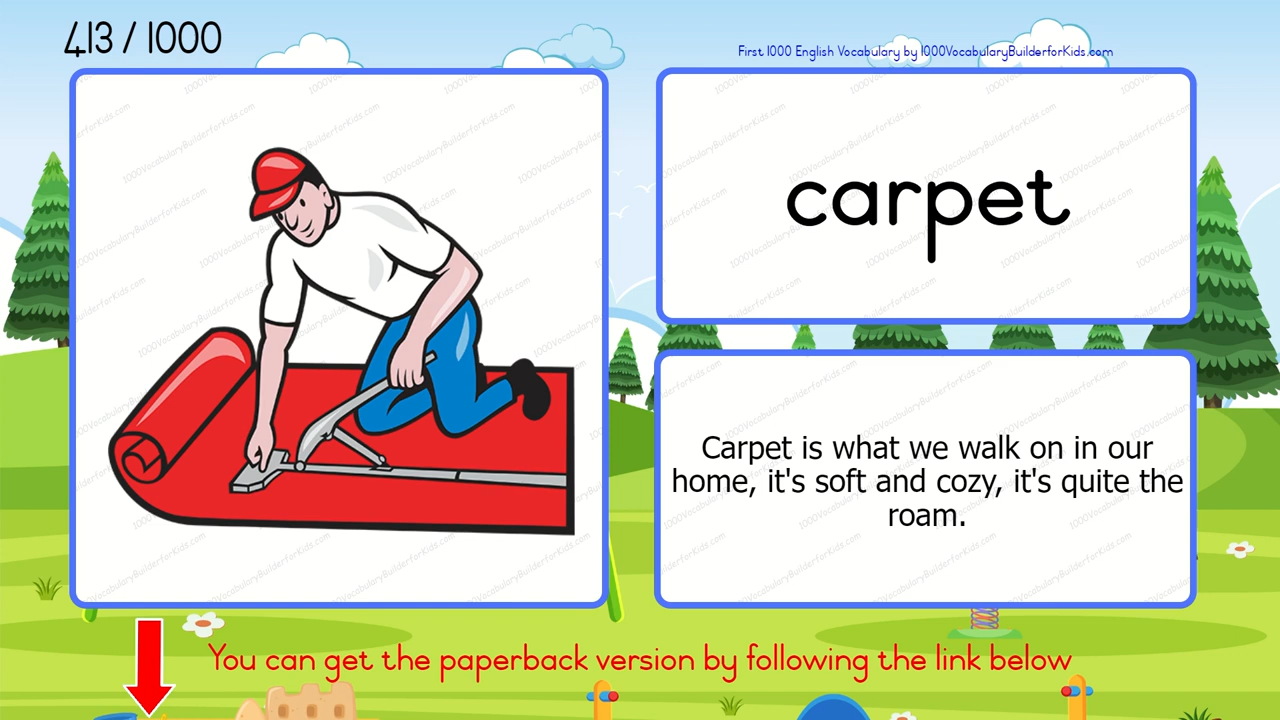 413 / 1000
First 1000 English Vocabulary by 1000VocabularyBuilderforKids.com
carpet
Carpet is what we walk on in our
home, it's soft and cozy, it's quite the
roam.
You can get the paperback version by following the link below
1000VocabularyBuilderforKids.com